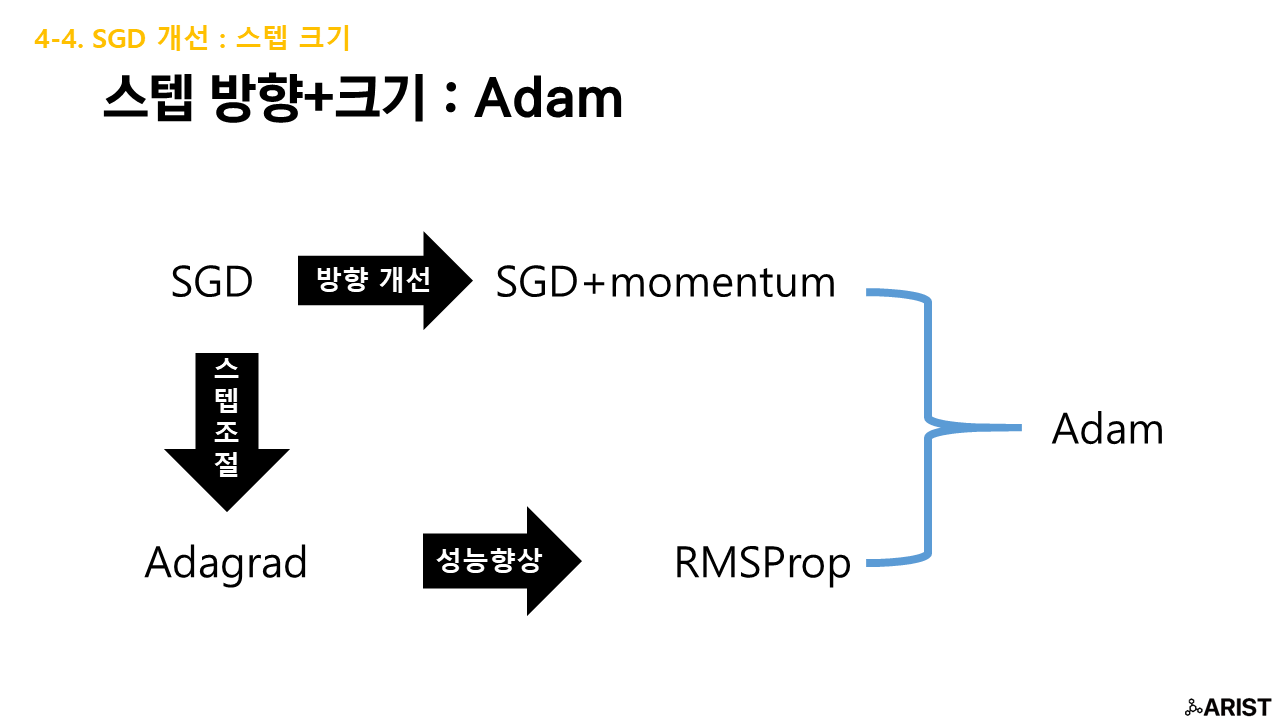 4-4. SGD 개선 : 스텝 크기
스텝 방향+크기 : Adam
SGD
방향 개선
SGD+momentum
스
텝
조
절
Adam
Adagrad
성능향상
RMSProp
ARIST